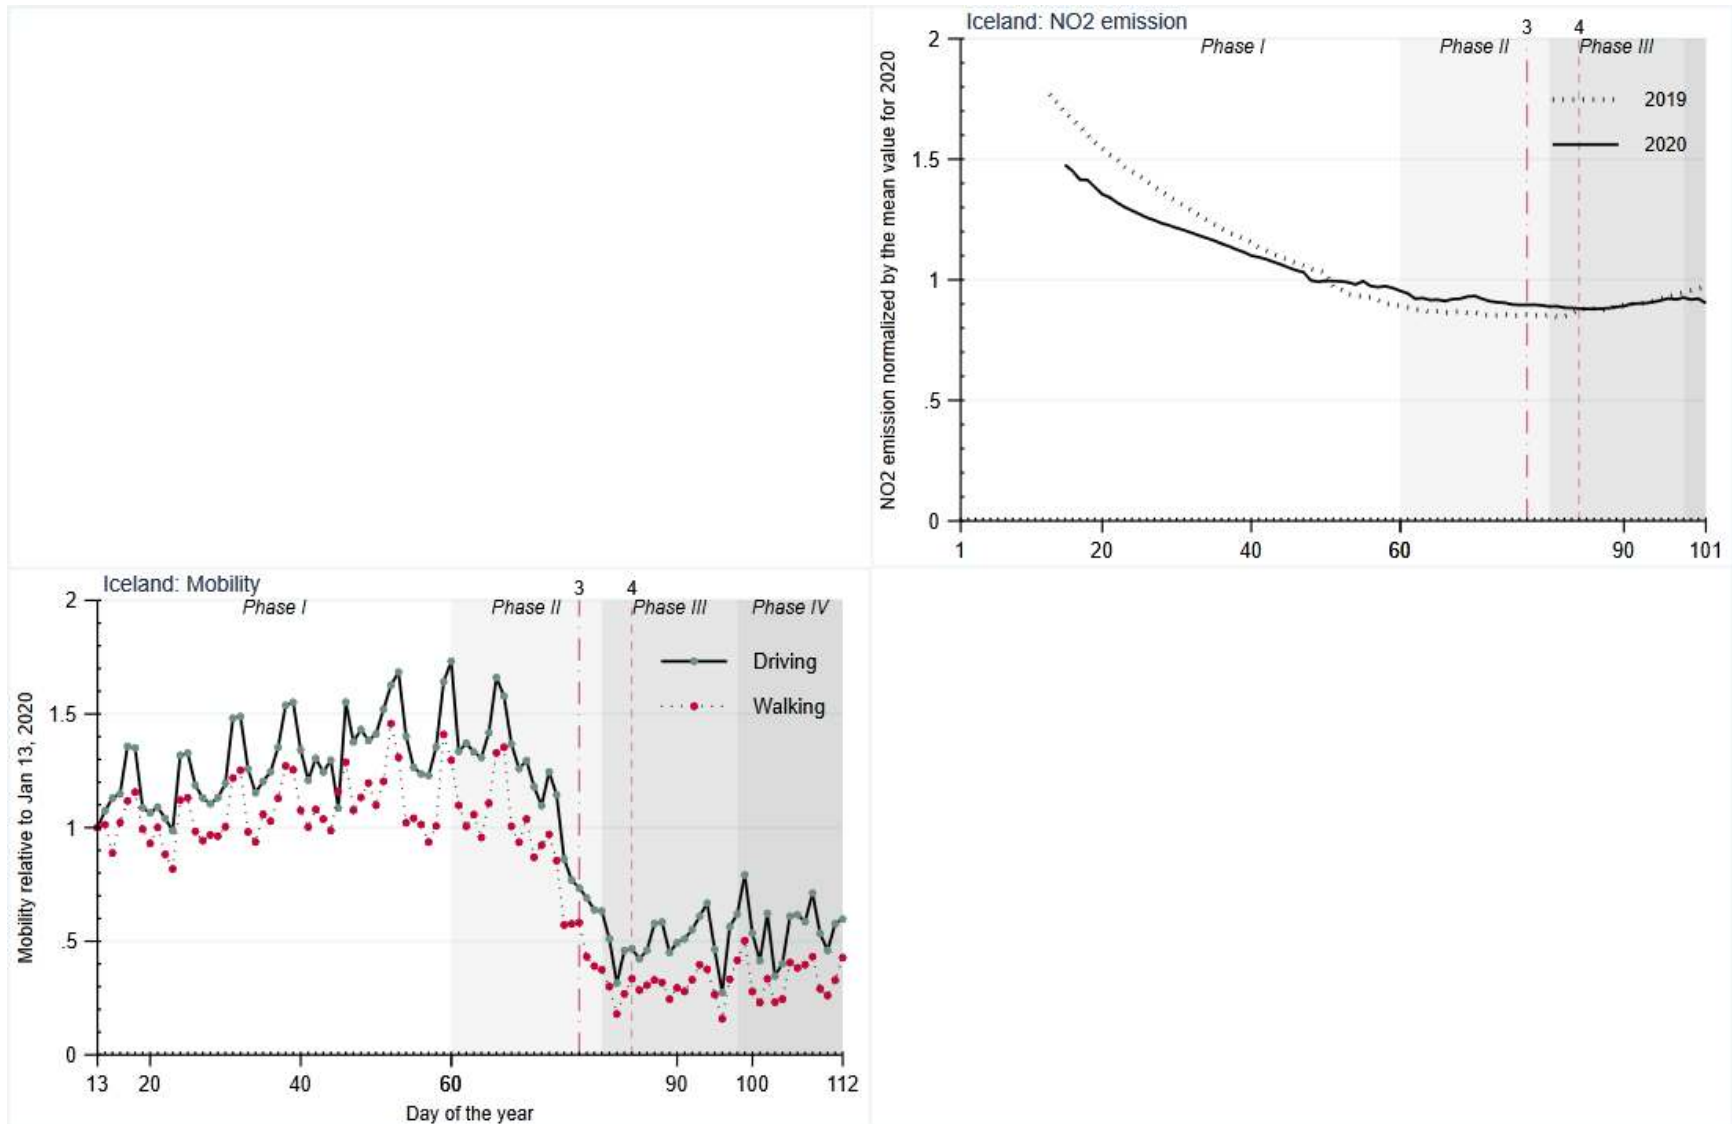 Iceland: NO2 emission
3 4
Phase I Phase II Phase III
NO2 emission normalized by the mean value for 2020
2
1.5
1
.5
0
2019
2020
1 20 40 60 90 101
Iceland: Mobility
3 4
Phase I Phase II Phase III Phase IV
Mobility relative to Jan 13, 2020
2
1.5
1
.5
0
Driving
Walking
13 20 40 60 90 100 112
Day of the year